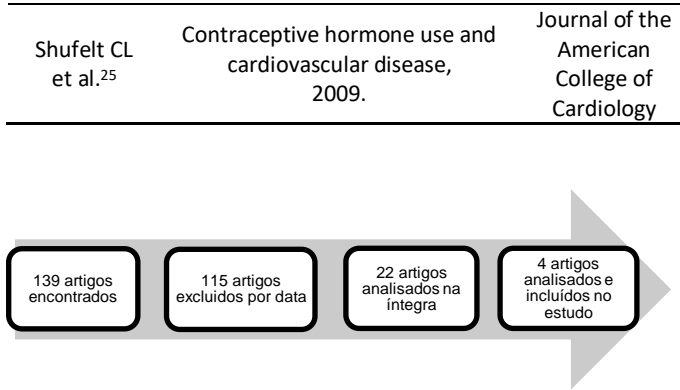 Shufelt CL
et al.25
Contraceptive hormone use and
cardiovascular disease,
2009.
Journal of the
American
College of
Cardiology
139 artigos
encontrados
115 artigos
excluidos por data
22 artigos
analisados na
íntegra
4 artigos
analisados e
incluídos no
estudo